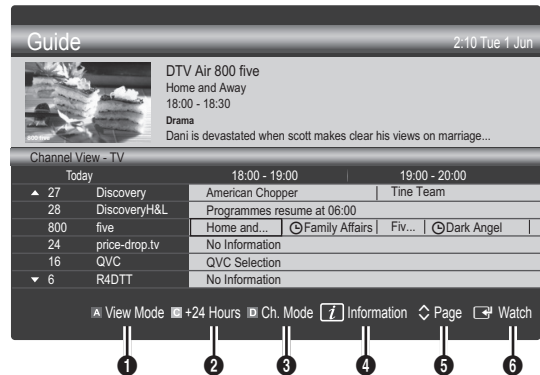 Guide 2:10 Tue 1 Jun
DTV Air 800 five
Home and Away
18:00 - 18:30
Drama
Dani is devastated when scott makes clear his views on marriage...
800 five
Channel View - TV
Today 18:00 - 19:00 19:00 - 20:00
▲ 27 Discovery American Chopper Tine Team
28 DiscoveryH&L Programmes resume at 06:00
800 five Home and... Family Affairs Fiv... Dark Angel
24 price-drop.tv No Information
16 QVC QVC Selection
▼ 6 R4DTT No Information
A View Mode C +24 Hours D Ch. Mode i Information Page Watch
1 2 3 4 5 6